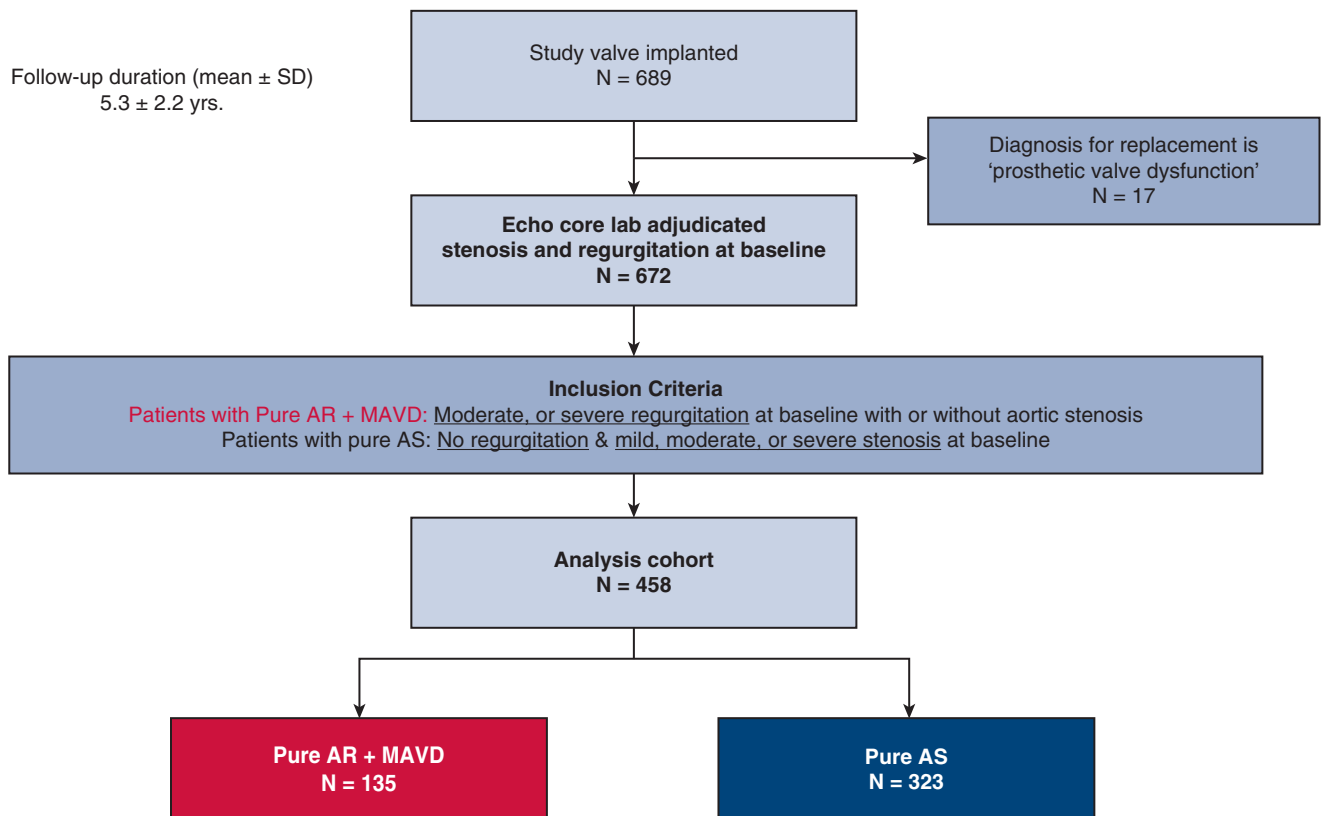 Study valve implanted
N = 689
Follow-up duration (mean ± SD)
5.3 ± 2.2 yrs.
Diagnosis for replacement is
‘prosthetic valve dysfunction’
N = 17
Echo core lab adjudicated
stenosis and regurgitation at baseline
N = 672
Inclusion Criteria
Patients with Pure AR + MAVD: Moderate, or severe regurgitation at baseline with or without aortic stenosis
Patients with pure AS: No regurgitation & mild, moderate, or severe stenosis at baseline
Analysis cohort
N = 458
Pure AR + MAVD
N = 135
Pure AS
N = 323